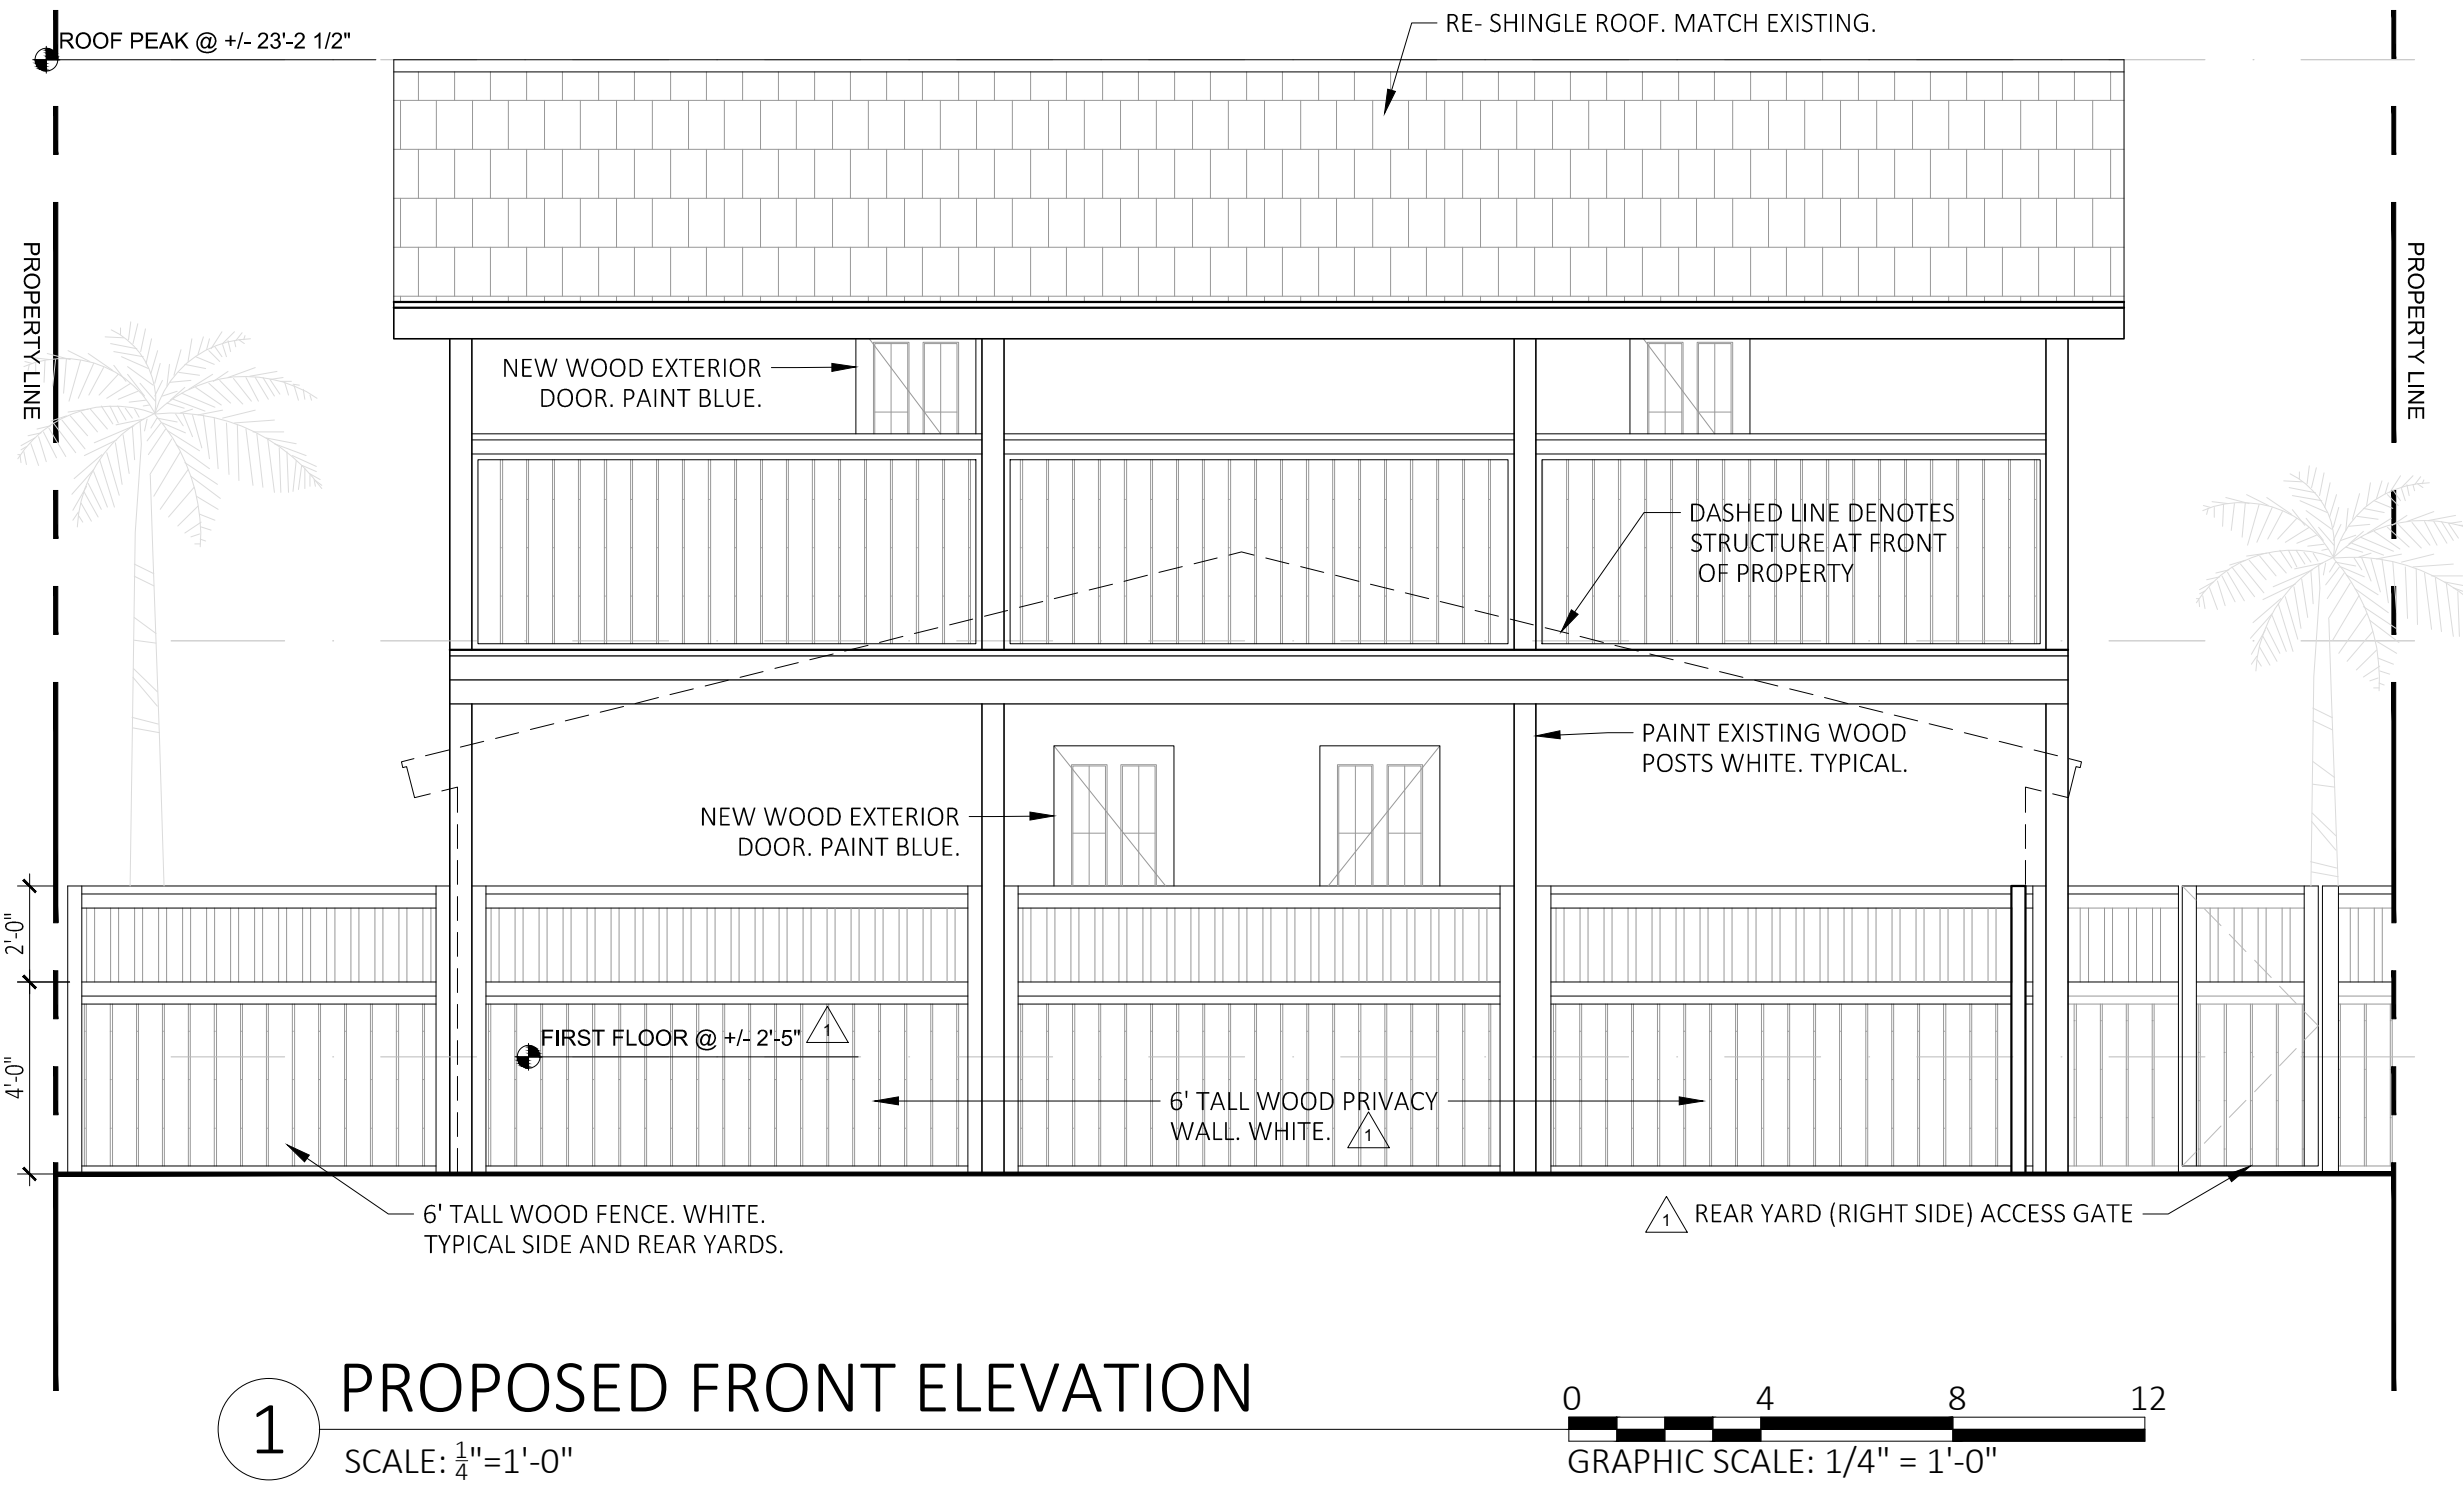 RE- SHINGLE ROOF. MATCH EXISTING.
ROOF PEAK @ +/- 23'-2 1/2"
PROPERTY LINE
PROPERTY LINE
NEW WOOD EXTERIOR
DOOR. PAINT BLUE.
DASHED LINE DENOTES
STRUCTURE AT FRONT
OF PROPERTY
PAINT EXISTING WOOD
POSTS WHITE. TYPICAL.
NEW WOOD EXTERIOR
DOOR. PAINT BLUE.
2'-0"
4'-0"
FIRST FLOOR @ +/- 2'-5" 1
6' TALL WOOD PRIVACY
WALL. WHITE. 1
6' TALL WOOD FENCE. WHITE.
TYPICAL SIDE AND REAR YARDS.
1 REAR YARD (RIGHT SIDE) ACCESS GATE
1 PROPOSED FRONT ELEVATION
SCALE: 1/4"=1'-0"
0 4 8 12
GRAPHIC SCALE: 1/4" = 1'-0"